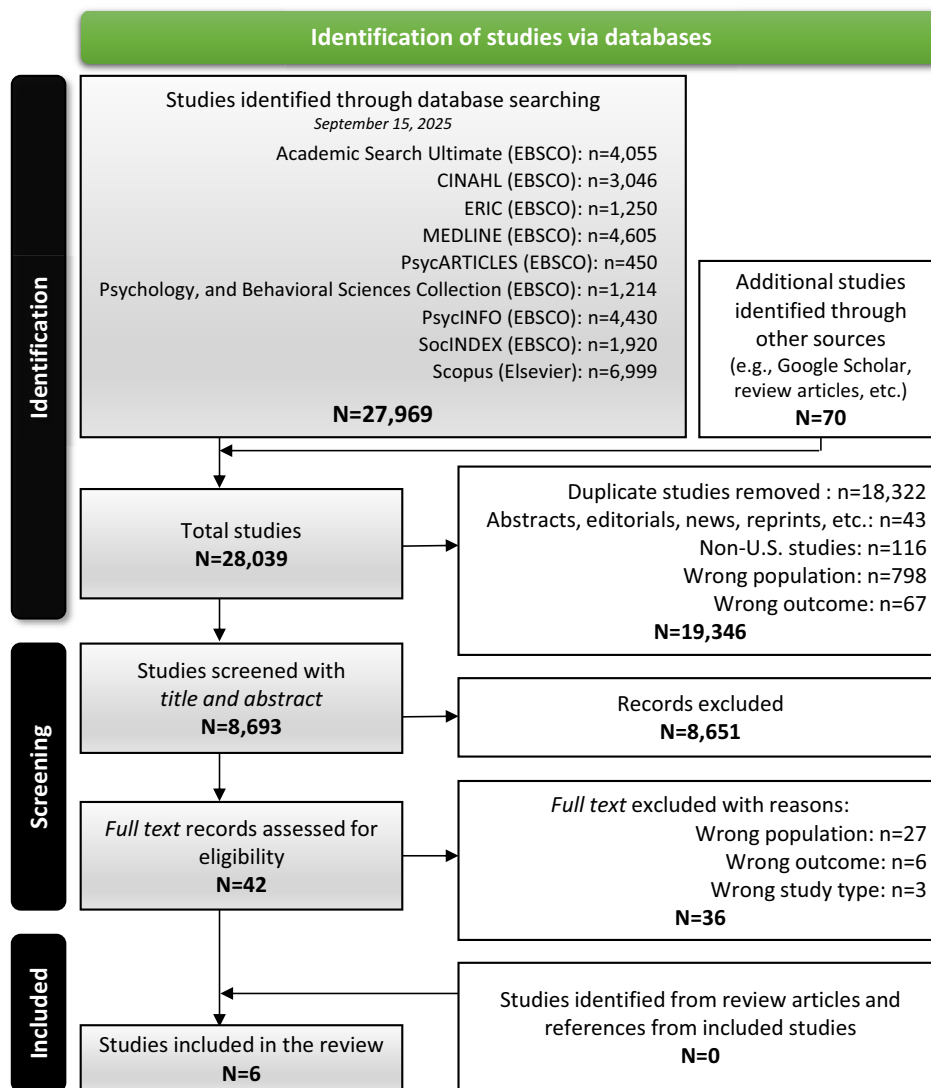 Identification of studies via databases
Identification
Studies identified through database searching
September 15, 2025
Academic Search Ultimate (EBSCO): n=4,055
CINAHL (EBSCO): n=3,046
ERIC (EBSCO): n=1,250
MEDLINE (EBSCO): n=4,605
PsycARTICLES (EBSCO): n=450
Psychology, and Behavioral Sciences Collection (EBSCO): n=1,214
PsycINFO (EBSCO): n=4,430
SocINDEX (EBSCO): n=1,920
Scopus (Elsevier): n=6,999
N=27,969
Additional studies
identified through
other sources
(e.g., Google Scholar,
review articles, etc.)
N=70
Total studies
N=28,039
Duplicate studies removed : n=18,322
Abstracts, editorials, news, reprints, etc.: n=43
Non-U.S. studies: n=116
Wrong population: n=798
Wrong outcome: n=67
N=19,346
Screening
Studies screened with
title and abstract
N=8,693
Records excluded
N=8,651
Full text records assessed for
eligibility
N=42
Full text excluded with reasons:
Wrong population: n=27
Wrong outcome: n=6
Wrong study type: n=3
N=36
Included
Studies identified from review articles and
references from included studies
N=0
Studies included in the review
N=6